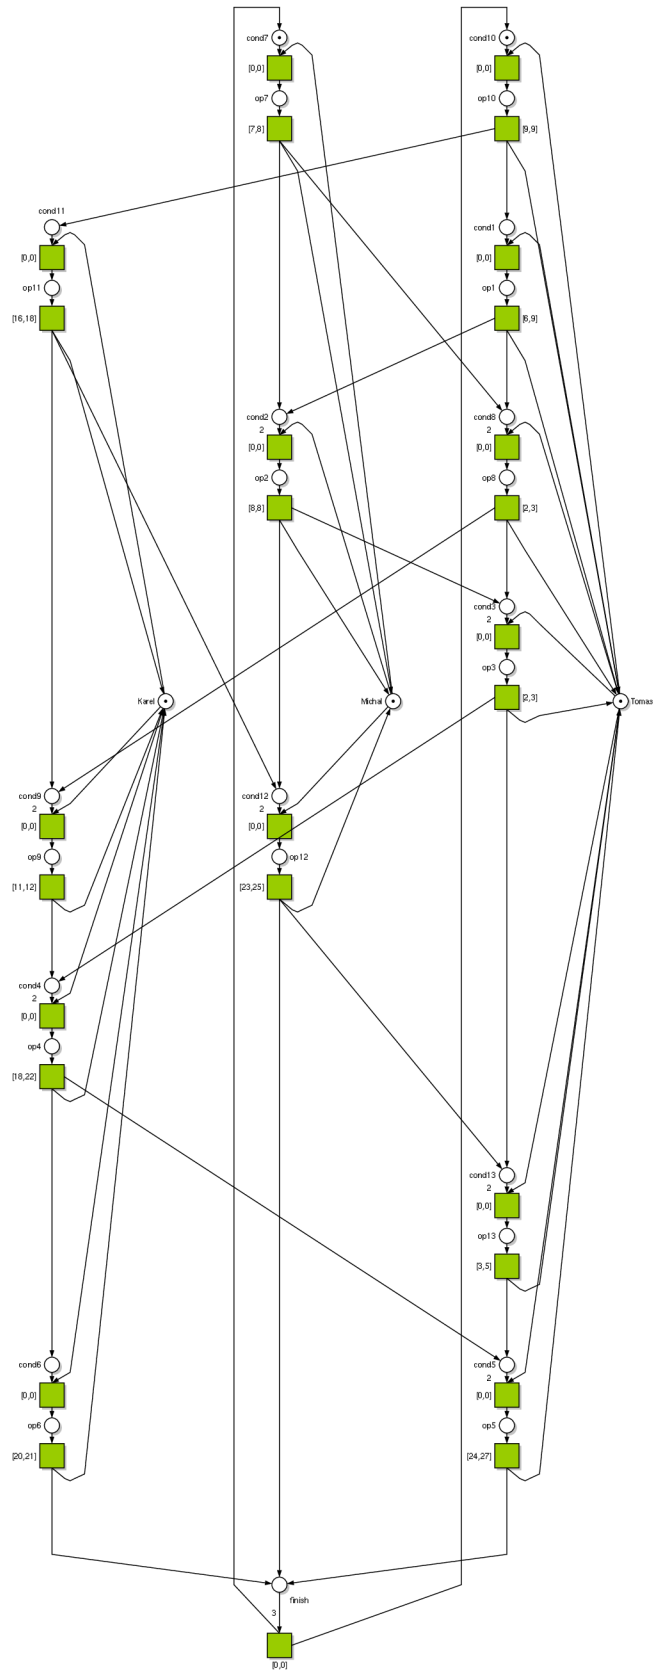 cond7
cond10
[0,0]
[0,0]
op7
op10
[7,8]
[9,9]
cond11
cond1
[0,0]
[0,0]
op11
op1
[16,18]
[6,9]
cond2
cond8
2
2
[0,0]
[0,0]
op2
op8
[8,8]
[2,3]
cond3
2
[0,0]
op3
[2,3]
Karel
Michal
Tomas
cond9
cond12
2
2
[0,0]
[0,0]
op9
op12
[11,12]
[23,25]
cond4
2
[0,0]
op4
[18,22]
cond13
2
[0,0]
op13
[3,5]
cond6
cond5
2
[0,0]
[0,0]
op6
op5
[20,21]
[24,27]
finish
3
[0,0]